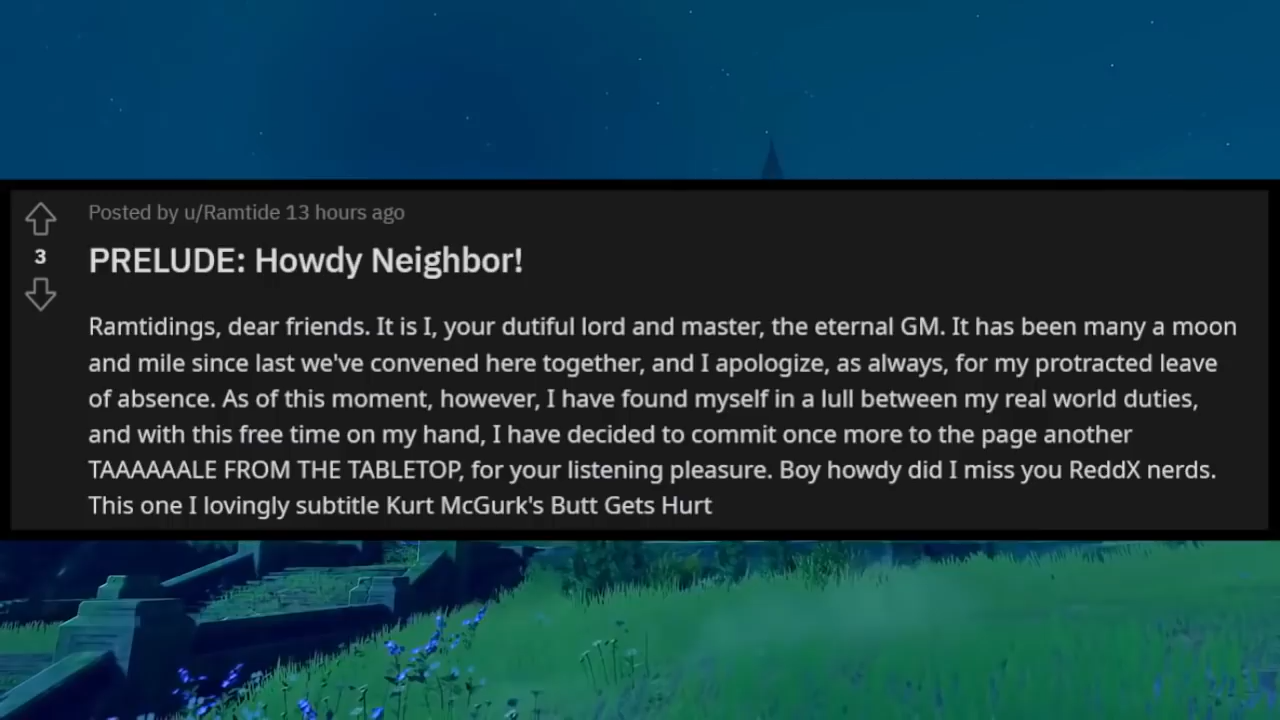 Posted by u/Ramtide 13 hours ago
3
PRELUDE: Howdy Neighbor!
Ramtidings, dear friends. It is I, your dutiful lord and master, the eternal GM. It has been many a moon
and mile since last we've convened here together, and I apologize, as always, for my protracted leave
of absence. As of this moment, however, I have found myself in a lull between my real world duties,
and with this free time on my hand, I have decided to commit once more to the page another
TAAAAAALE FROM THE TABLETOP, for your listening pleasure. Boy howdy did I miss you ReddX nerds.
This one I lovingly subtitle Kurt McGurk's Butt Gets Hurt